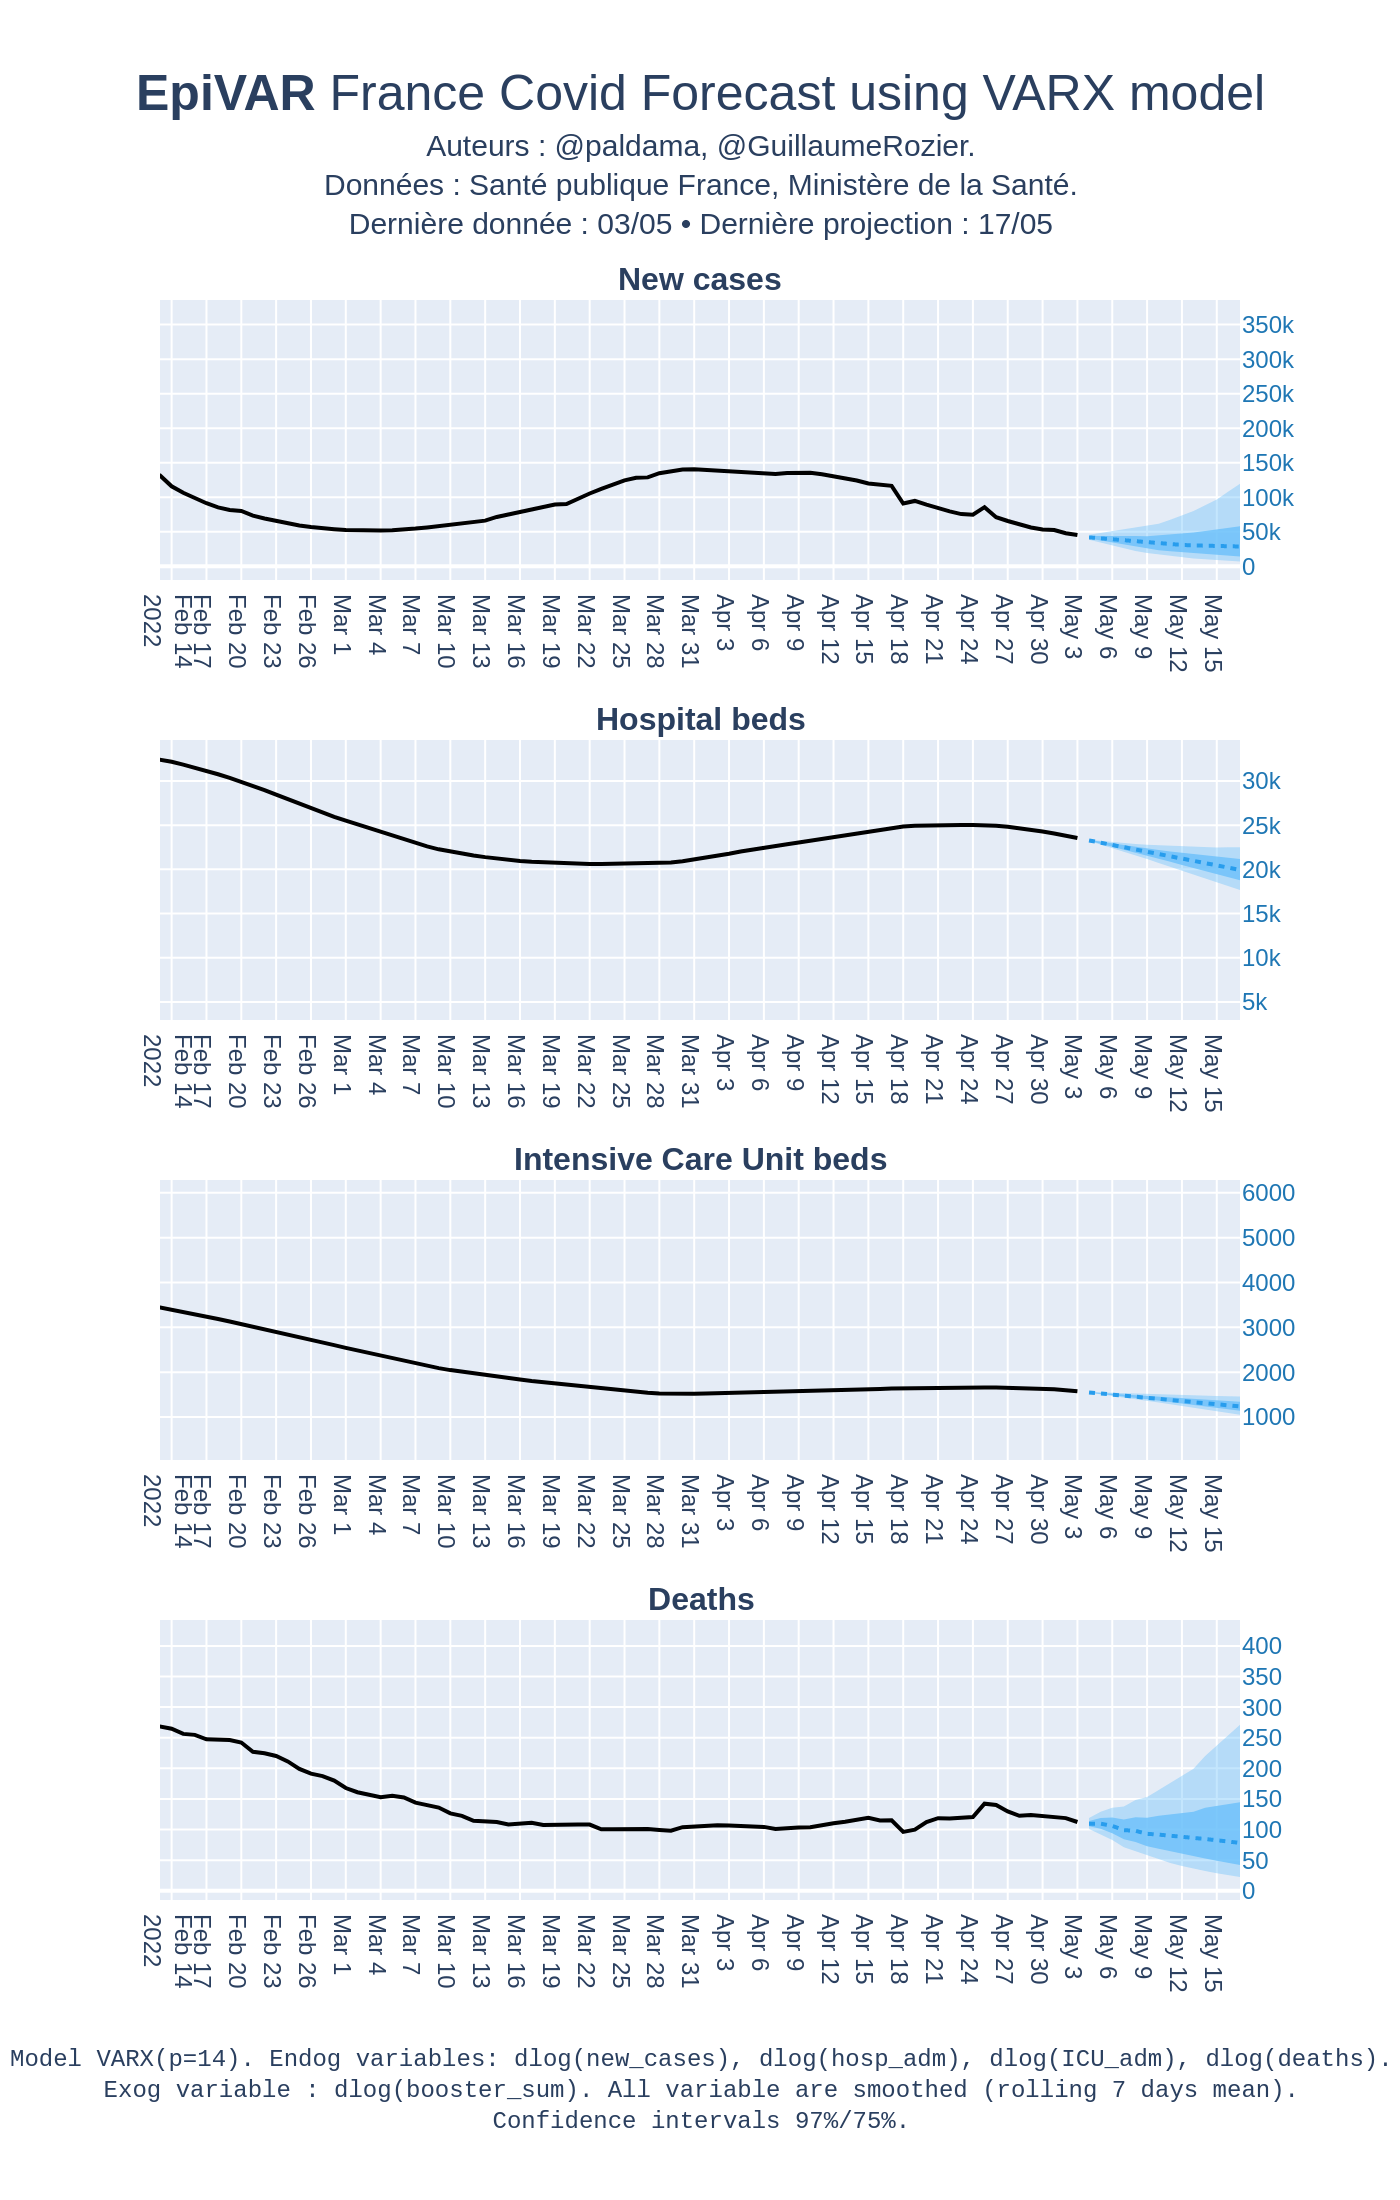 EpiVAR France Covid Forecast using VARX model
Auteurs : @paldama, @GuillaumeRozier.
Données : Santé publique France, Ministère de la Santé.
Dernière donnée : 03/05 • Dernière projection : 17/05
New cases
350k
300k
250k
200k
150k
100k
50k
0
2022
Feb 14
Feb 17
Feb 20
Feb 23
Feb 26
Mar 1
Mar 4
Mar 7
Mar 10
Mar 13
Mar 16
Mar 19
Mar 22
Mar 25
Mar 28
Mar 31
Apr 3
Apr 6
Apr 9
Apr 12
Apr 15
Apr 18
Apr 21
Apr 24
Apr 27
Apr 30
May 3
May 6
May 9
May 12
May 15
Hospital beds
30k
25k
20k
15k
10k
5k
2022
Feb 14
Feb 17
Feb 20
Feb 23
Feb 26
Mar 1
Mar 4
Mar 7
Mar 10
Mar 13
Mar 16
Mar 19
Mar 22
Mar 25
Mar 28
Mar 31
Apr 3
Apr 6
Apr 9
Apr 12
Apr 15
Apr 18
Apr 21
Apr 24
Apr 27
Apr 30
May 3
May 6
May 9
May 12
May 15
Intensive Care Unit beds
6000
5000
4000
3000
2000
1000
2022
Feb 14
Feb 17
Feb 20
Feb 23
Feb 26
Mar 1
Mar 4
Mar 7
Mar 10
Mar 13
Mar 16
Mar 19
Mar 22
Mar 25
Mar 28
Mar 31
Apr 3
Apr 6
Apr 9
Apr 12
Apr 15
Apr 18
Apr 21
Apr 24
Apr 27
Apr 30
May 3
May 6
May 9
May 12
May 15
Deaths
400
350
300
250
200
150
100
50
0
2022
Feb 14
Feb 17
Feb 20
Feb 23
Feb 26
Mar 1
Mar 4
Mar 7
Mar 10
Mar 13
Mar 16
Mar 19
Mar 22
Mar 25
Mar 28
Mar 31
Apr 3
Apr 6
Apr 9
Apr 12
Apr 15
Apr 18
Apr 21
Apr 24
Apr 27
Apr 30
May 3
May 6
May 9
May 12
May 15
Model VARX(p=14). Endog variables: dlog(new_cases), dlog(hosp_adm), dlog(ICU_adm), dlog(deaths).
Exog variable : dlog(booster_sum). All variable are smoothed (rolling 7 days mean).
Confidence intervals 97%/75%.